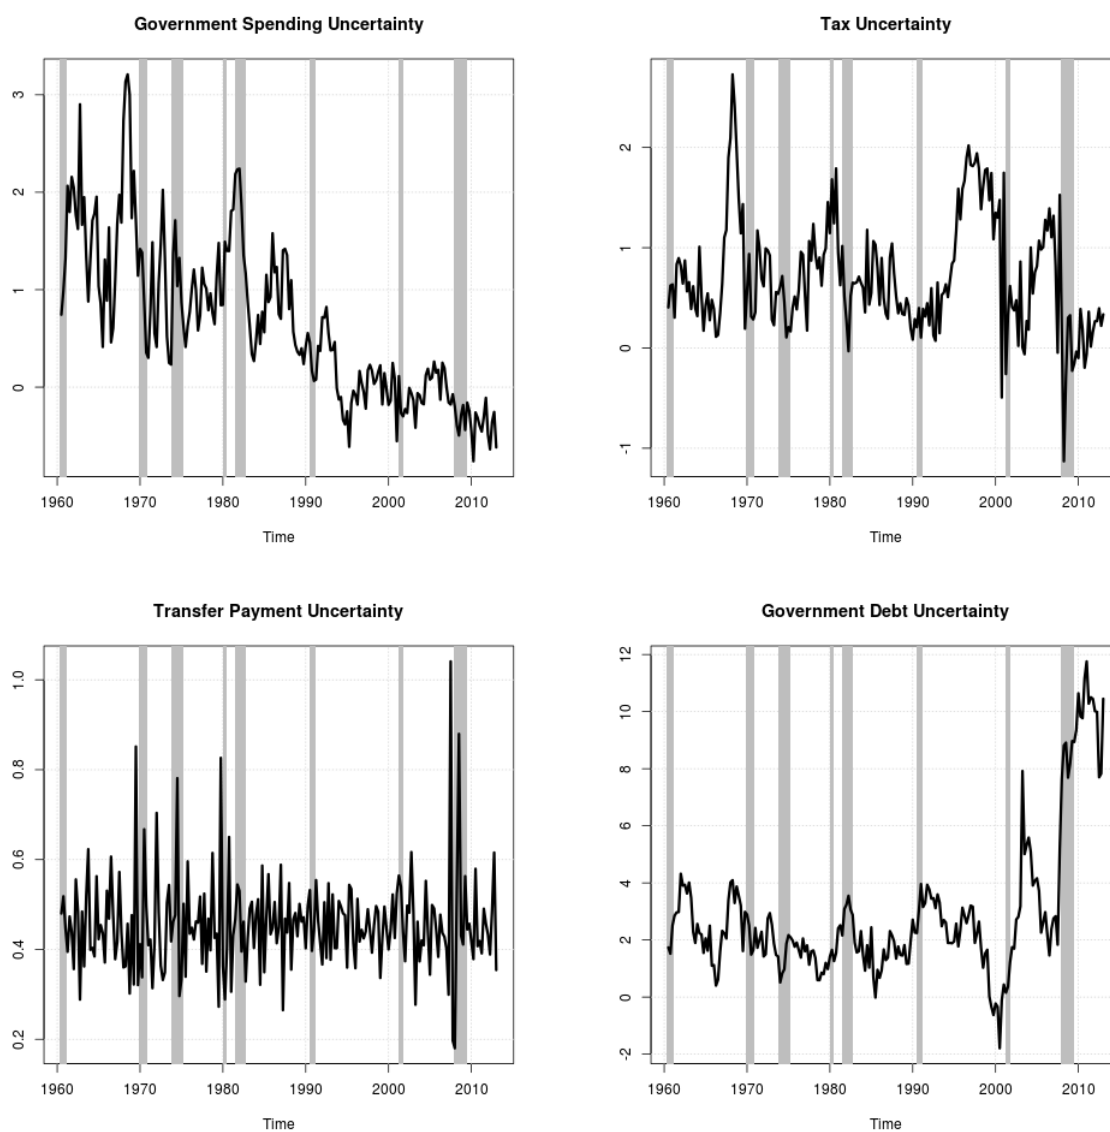 Government Spending Uncertainty
3
2
1
0
1960 1970 1980 1990 2000 2010
Time
Tax Uncertainty
2
1
0
-1
1960 1970 1980 1990 2000 2010
Time
Transfer Payment Uncertainty
1.0
0.8
0.6
0.4
0.2
1960 1970 1980 1990 2000 2010
Time
Government Debt Uncertainty
12
10
8
6
4
2
0
-2
1960 1970 1980 1990 2000 2010
Time